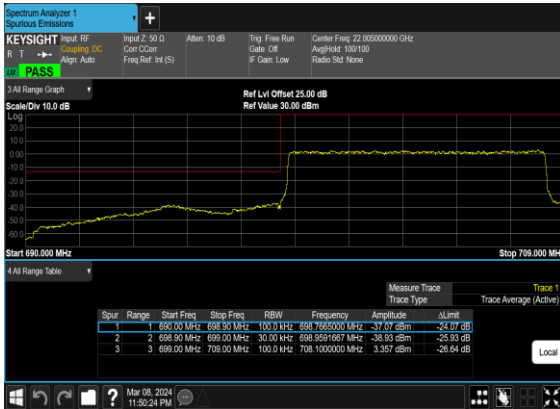 Spectrum Analyzer 1
Spurious Emissions
+
KEYSIGHT Input: RF Input Z: 50 Ω Atten: 10 dB Trig: Free Run Center Freq: 22.005000000 GHz
R T Coupling: DC Corr CCorr Gate: Off Avg|Hold: 100/100
Align: Auto Freq Ref: Int (S) IF Gain: Low Radio Std: None
PASS
3 All Range Graph
Ref Lvl Offset 25.00 dB
Scale/Div 10.0 dB Ref Value 30.00 dBm
Log
20.0
10.0
0.00
-10.0
-20.0
-30.0
-40.0
-50.0
-60.0
Start 690.000 MHz Stop 709.000 MH
4 All Range Table
Measure Trace Trace 1
Trace Type Trace Average (Active)
Spur Range Start Freq Stop Freq RBW Frequency Amplitude ΔLimit
1 1 690.00 MHz 698.90 MHz 100.0 kHz 698.7665000 MHz -37.07 dBm -24.07 dB
2 2 698.90 MHz 699.00 MHz 30.00 kHz 698.9591667 MHz -38.93 dBm -25.93 dB
3 3 699.00 MHz 709.00 MHz 100.0 kHz 708.1000000 MHz 3.357 dBm -26.64 dB
Local
?
Mar 08, 2024
11:50:24 PM